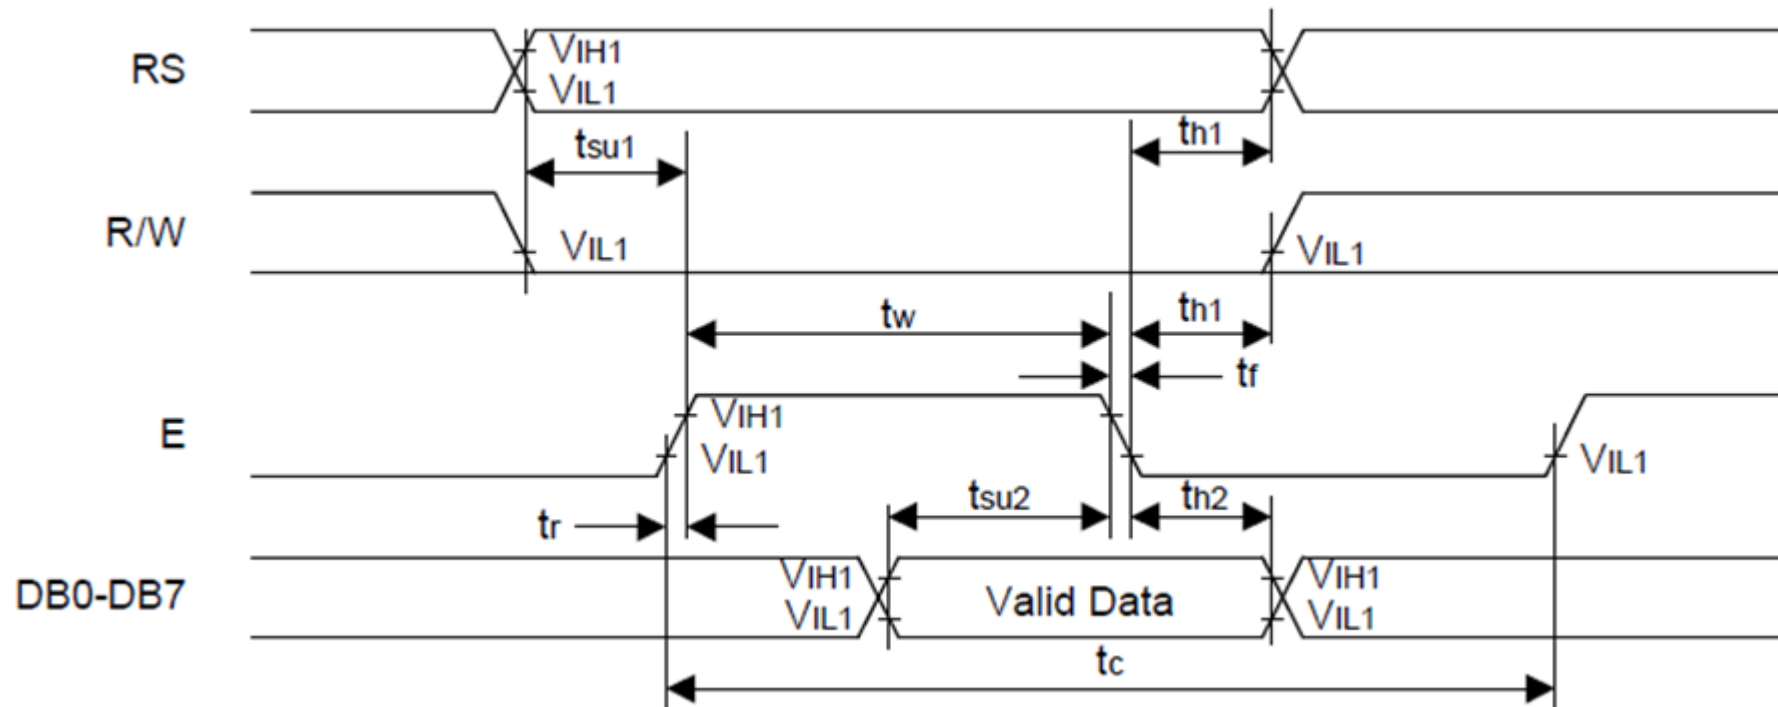 RS
VIH1
VIL1
tsu1
th1
R/W
VIL1
VIL1
tw
th1
tf
E
VIH1
VIL1
VIL1
tsu2
th2
tr
DB0-DB7
VIH1
VIL1
Valid Data
VIH1
VIL1
tc